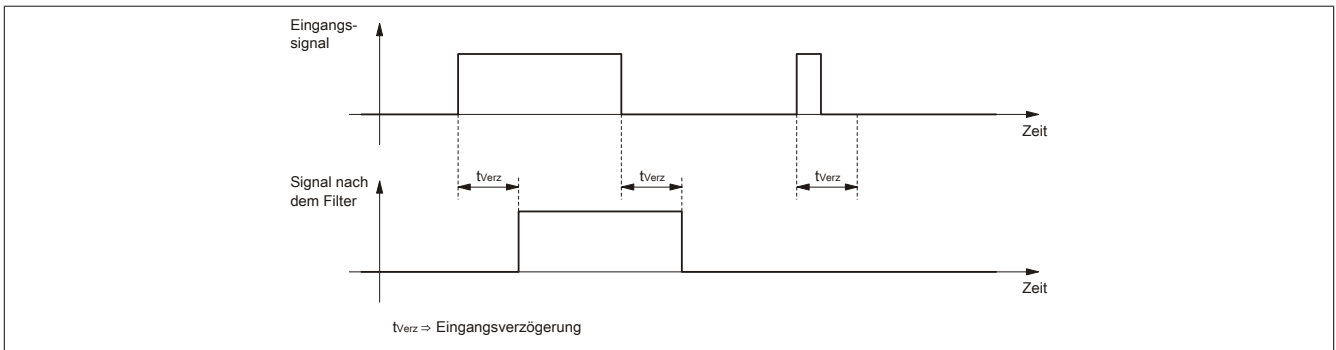 Eingangs-
signal
Zeit
tVerz
tVerz
tVerz
Signal nach
dem Filter
Zeit
tVerz ⇒ Eingangsverzögerung